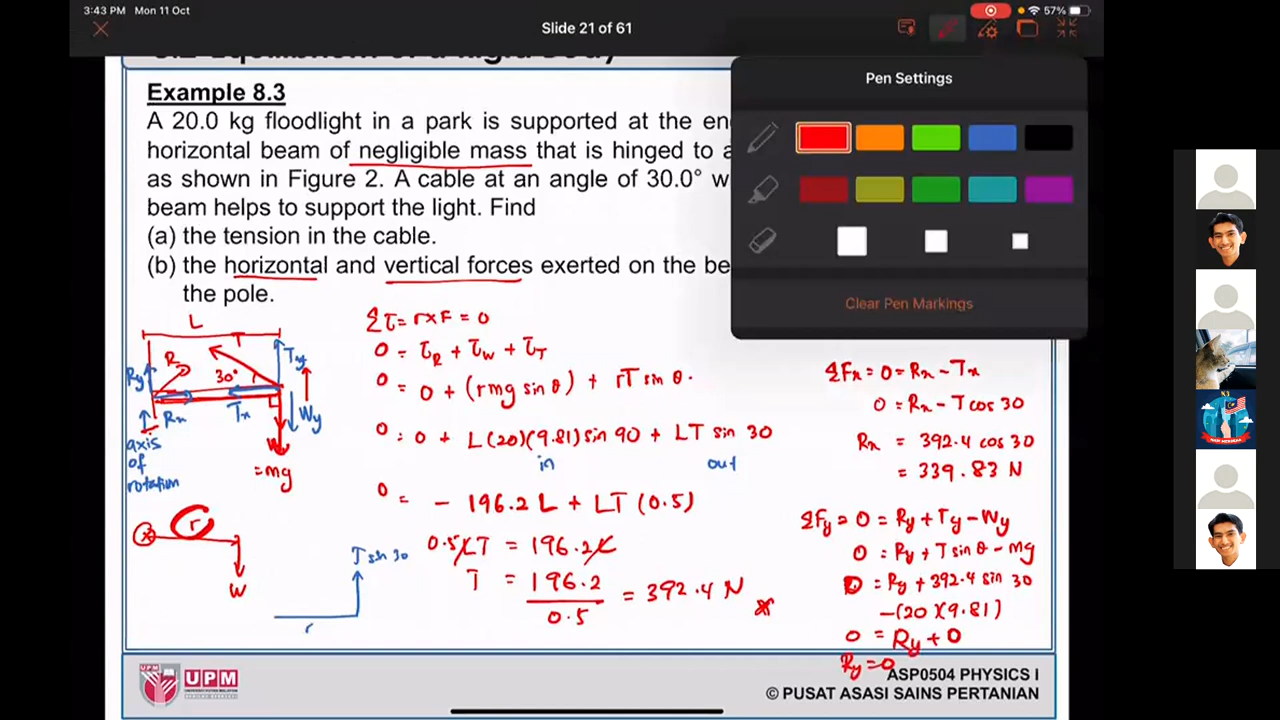 3:43 PM Mon 11 Oct
57%
Slide 21 of 61
Example 8.3
A 20.0 kg floodlight in a park is supported at the en
horizontal beam of negligible mass that is hinged to a
as shown in Figure 2. A cable at an angle of 30.0° w
beam helps to support the light. Find
(a) the tension in the cable.
(b) the horizontal and vertical forces exerted on the be
the pole.
Pen Settings
Clear Pen Markings
L
T
R
Ry
30°
Ty
Rx
Tx
Wy
W
= mg
axis
of
rotation
r
W
T sin 30
r
Στ = r x F = 0
0 = τR + τW + τT
0 = 0 + (rmg sin θ) + rT sin θ.
0 = 0 + L(20)(9.81) sin 90 + LT sin 30
in out
0 = - 196.2 L + LT (0.5)
0.5 LT = 196.2 L
T = 196.2 = 392.4 N
0.5
ΣFx = 0 = Rx - Tx
0 = Rx - T cos 30
Rx = 392.4 cos 30
= 339.83 N
ΣFy = 0 = Ry + Ty - Wy
0 = Ry + T sin θ - mg
0 = Ry + 392.4 sin 30
-(20)(9.81)
0 = Ry + 0
Ry = 0
UPM
UPM
ASP0504 PHYSICS I
© PUSAT ASASI SAINS PERTANIAN